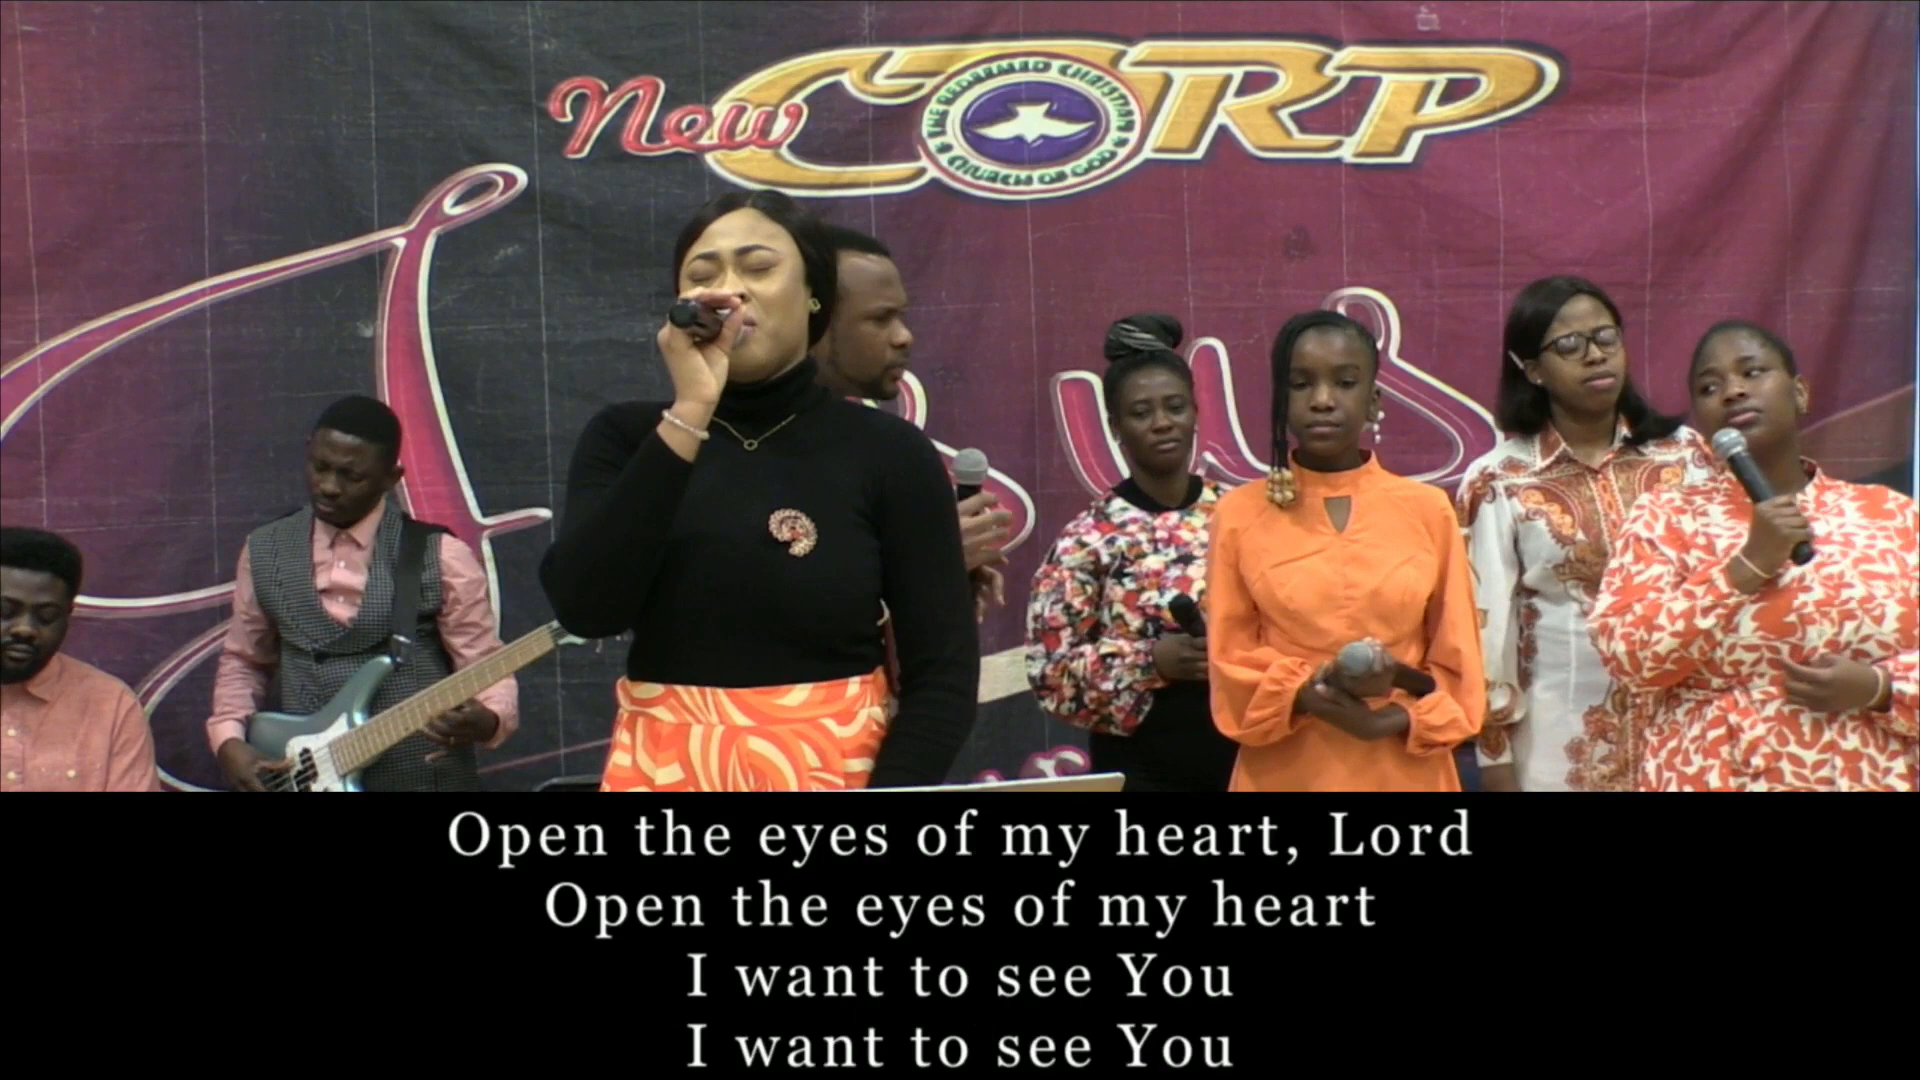 New CRP
THE REDEEMED CHRISTIAN CHURCH OF GOD
Open the eyes of my heart, Lord
Open the eyes of my heart
I want to see You
I want to see You